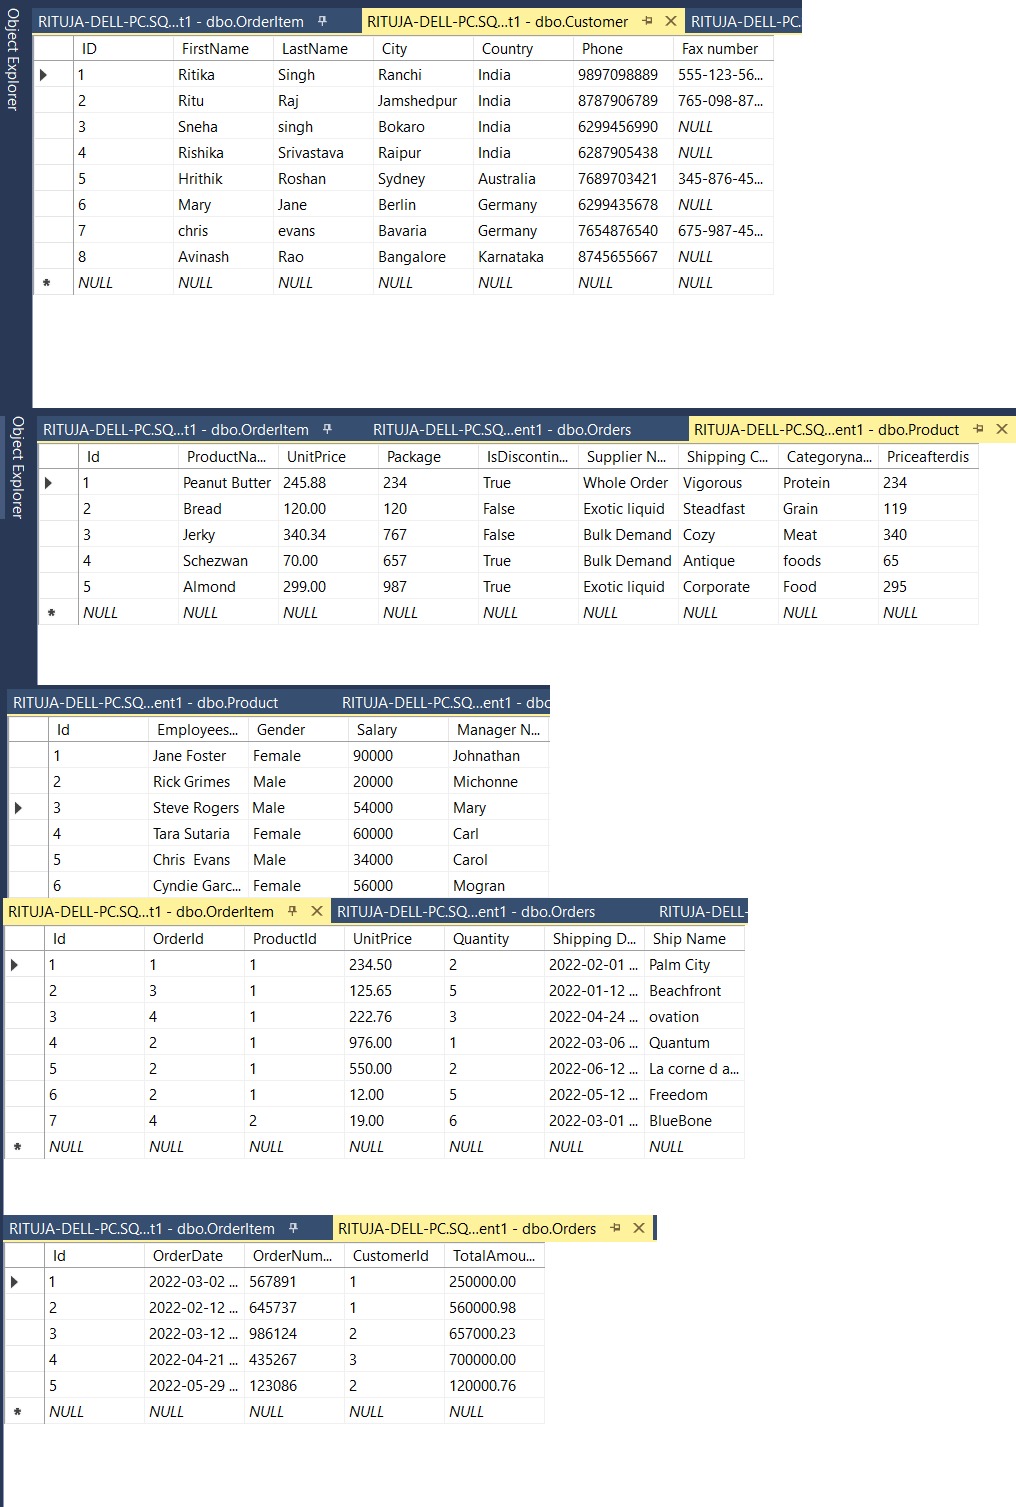 Object Explorer
RITUJA-DELL-PC.SQ...t1 - dbo.OrderItem RITUJA-DELL-PC.SQ...t1 - dbo.Customer RITUJA-DELL-PC.
ID FirstName LastName City Country Phone Fax number
1 Ritika Singh Ranchi India 9897098889 555-123-56...
2 Ritu Raj Jamshedpur India 8787906789 765-098-87...
3 Sneha singh Bokaro India 6299456990 NULL
4 Rishika Srivastava Raipur India 6287905438 NULL
5 Hrithik Roshan Sydney Australia 7689703421 345-876-45...
6 Mary Jane Berlin Germany 6299435678 NULL
7 chris evans Bavaria Germany 7654876540 675-987-45...
8 Avinash Rao Bangalore Karnataka 8745655667 NULL
NULL NULL NULL NULL NULL NULL NULL
Object Explorer
RITUJA-DELL-PC.SQ...t1 - dbo.OrderItem RITUJA-DELL-PC.SQ...ent1 - dbo.Orders RITUJA-DELL-PC.SQ...ent1 - dbo.Product
Id ProductNa... UnitPrice Package IsDiscontin... Supplier N... Shipping C... Categoryna... Priceafterdis
1 Peanut Butter 245.88 234 True Whole Order Vigorous Protein 234
2 Bread 120.00 120 False Exotic liquid Steadfast Grain 119
3 Jerky 340.34 767 False Bulk Demand Cozy Meat 340
4 Schezwan 70.00 657 True Bulk Demand Antique foods 65
5 Almond 299.00 987 True Exotic liquid Corporate Food 295
NULL NULL NULL NULL NULL NULL NULL NULL NULL
RITUJA-DELL-PC.SQ...ent1 - dbo.Product RITUJA-DELL-PC.SQ...ent1 - dbo
Id Employees... Gender Salary Manager N...
1 Jane Foster Female 90000 Johnathan
2 Rick Grimes Male 20000 Michonne
3 Steve Rogers Male 54000 Mary
4 Tara Sutaria Female 60000 Carl
5 Chris  Evans Male 34000 Carol
6 Cyndie Garc... Female 56000 Mogran
RITUJA-DELL-PC.SQ...t1 - dbo.OrderItem RITUJA-DELL-PC.SQ...ent1 - dbo.Orders RITUJA-DELL-
Id OrderId ProductId UnitPrice Quantity Shipping D... Ship Name
1 1 1 234.50 2 2022-02-01 ... Palm City
2 3 1 125.65 5 2022-01-12 ... Beachfront
3 4 1 222.76 3 2022-04-24 ... ovation
4 2 1 976.00 1 2022-03-06 ... Quantum
5 2 1 550.00 2 2022-06-12 ... La corne d a...
6 2 1 12.00 5 2022-05-12 ... Freedom
7 4 2 19.00 6 2022-03-01 ... BlueBone
NULL NULL NULL NULL NULL NULL NULL
RITUJA-DELL-PC.SQ...t1 - dbo.OrderItem RITUJA-DELL-PC.SQ...ent1 - dbo.Orders
Id OrderDate OrderNum... CustomerId TotalAmou...
1 2022-03-02 ... 567891 1 250000.00
2 2022-02-12 ... 645737 1 560000.98
3 2022-03-12 ... 986124 2 657000.23
4 2022-04-21 ... 435267 3 700000.00
5 2022-05-29 ... 123086 2 120000.76
NULL NULL NULL NULL NULL